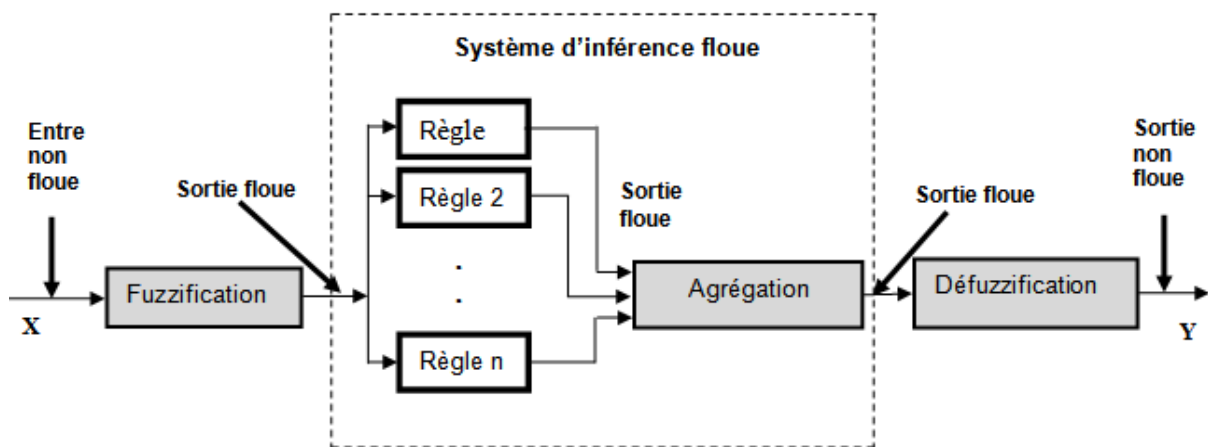 Système d'inférence floue
Entre
non
floue
X
Fuzzification
Sortie floue
Règle
Règle 2
.
.
Règle n
Sortie
floue
Agrégation
Sortie floue
Défuzzification
Sortie
non
floue
Y